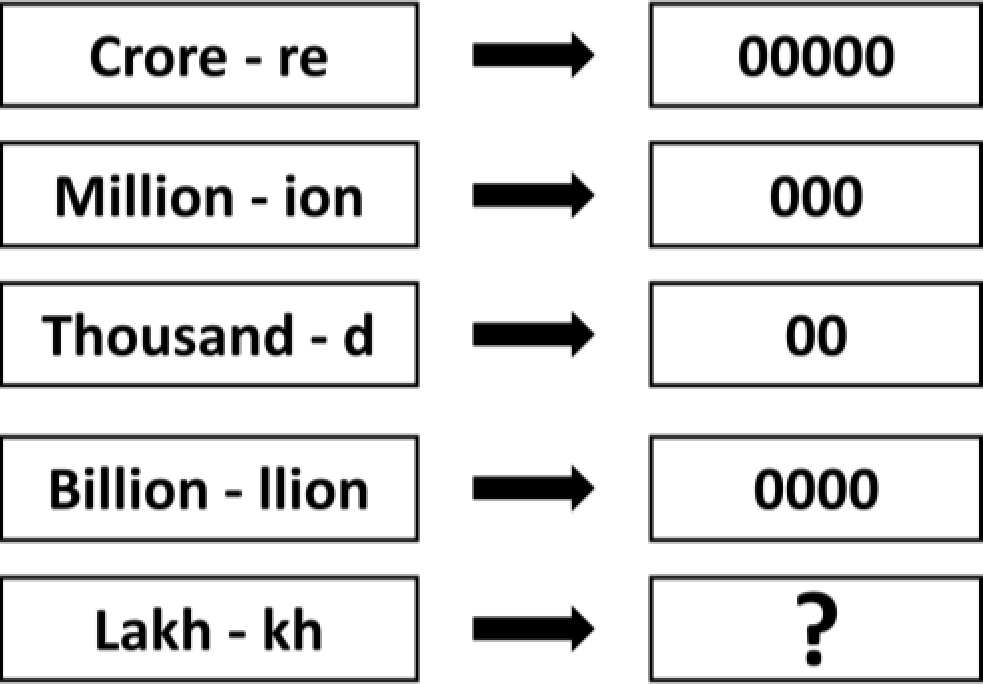 Crore - re 00000
Million - ion 000
Thousand - d 00
Billion - llion 0000
Lakh - kh ?